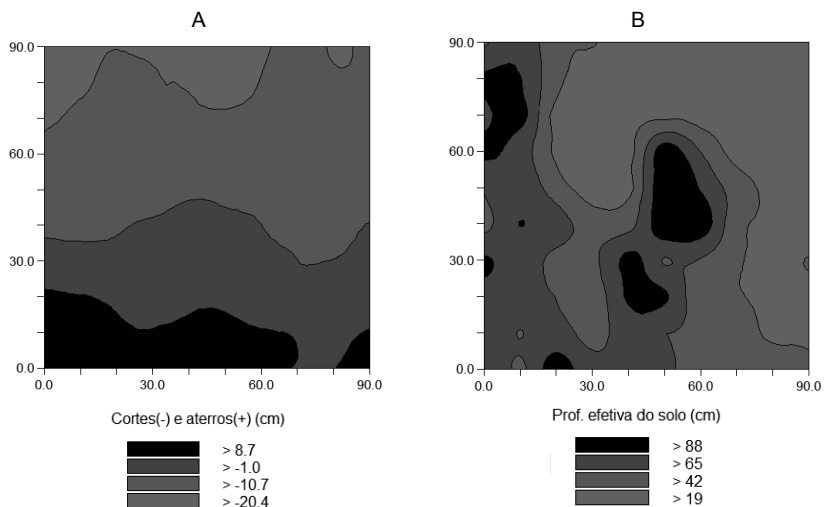 A
90.0
60.0
30.0
0.0
0.0 30.0 60.0 90.0
Cortes(-) e aterros(+) (cm)
> 8.7
> -1.0
> -10.7
> -20.4
B
90.0
60.0
30.0
0.0
0.0 30.0 60.0 90.0
Prof. efetiva do solo (cm)
> 88
> 65
> 42
> 19